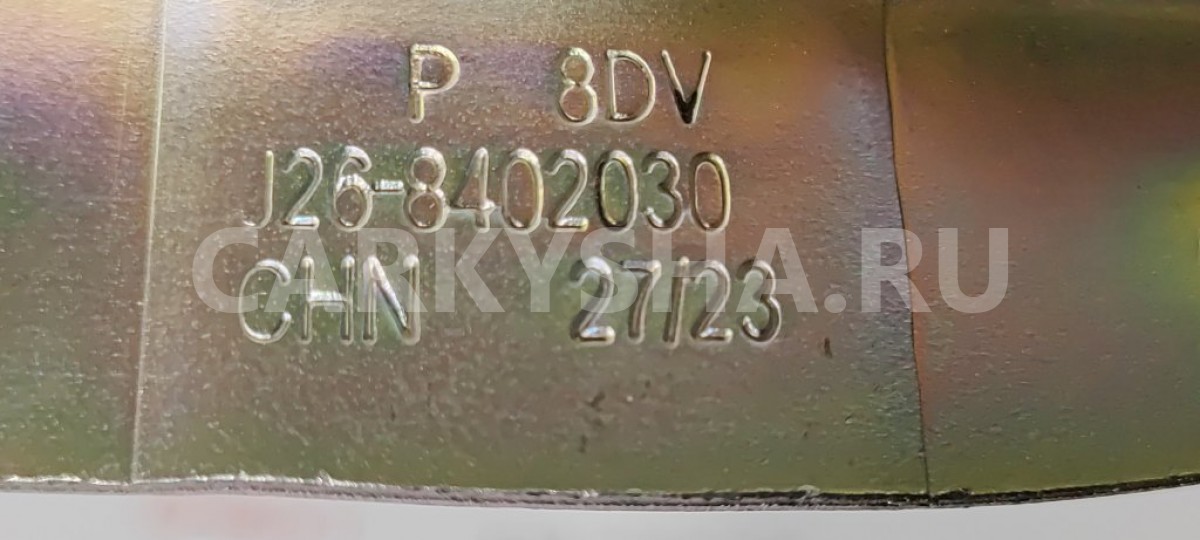 P 8DV
J26-8402030
CARKYSHA.RU
CHN 27/23